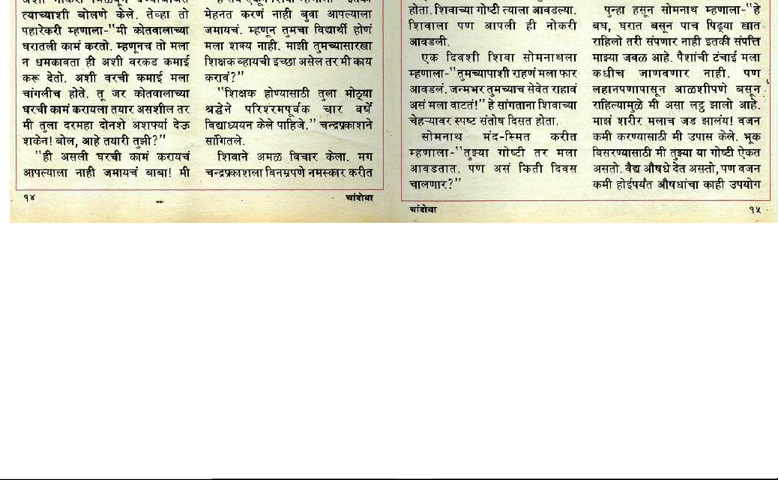 त्याच्याशी बोलणे केले. तेव्हा तो
पहारेकरी म्हणाला-"मी कोतवालाच्या
घरातली कामं करतो. म्हणूनच तो मला
न धमकावता ही अशी वरकड कमाई
करू देतो. अशी वरची कमाई मला
चांगलीच होते. तू जर कोतवालाच्या
घरची कामं करायला तयार असशील तर
मी तुला दरमहा दोनशे अशर्फ्या देऊ
शकेन! बोल, आहे तयारी तुझी?"
"ही असली घरची कामं करायचं
आपल्याला नाही जमायचं बाबा! मी
१४
मेहनत करणं नाही बुवा आपल्याला
जमायचं. म्हणून तुमचा विद्यार्थी होणं
मला शक्य नाही. माझी तुमच्यासारखा
शिक्षक व्हायची इच्छा असेल तर मी काय
करावं?"
"शिक्षक होण्यासाठी तुला मोठ्या
श्रद्धेने परिश्रमपूर्वक चार वर्षे
विद्याध्ययन केले पाहिजे." चन्द्रप्रकाशने
सांगितले.
शिवाने अमळ विचार केला. मग
चन्द्रप्रकाशला विनम्रपणे नमस्कार करीत
चांदोबा
होता. शिवाच्या गोष्टी त्याला आवडल्या.
शिवाला पण आपली ही नोकरी
आवडली.
एक दिवशी शिवा सोमनाथला
म्हणाला-"तुमच्यापाशी राहणं मला फार
आवडलं. जन्मभर तुमच्याच सेवेत राहावं
असं मला वाटतं!" हे सांगताना शिवाच्या
चेहऱ्यावर स्पष्ट संतोष दिसत होता.
सोमनाथ मंद-स्मित करीत
म्हणाला-"तुझ्या गोष्टी तर मला
आवडतात. पण असं किती दिवस
चालणार?"
चांदोबा
पुन्हा हसून सोमनाथ म्हणाला-"हे
बघ, घरात बसून पाच पिढ्या खात
राहिलो तरी संपणार नाही इतकी संपत्ति
माझ्या जवळ आहे. पैशांची टंचाई मला
कधीच जाणवणार नाही. पण
लहानपणापासून आळशीपणे बसून
राहिल्यामुळे मी असा लट्ठ झालो आहे.
माझं शरीर मलाच जड झालंय! वजन
कमी करण्यासाठी मी उपास केले. भूक
विसरण्यासाठी मी तुझ्या या गोष्टी ऐकत
असतो. वैद्य औषधे देत असतो, पण वजन
कमी होईपर्यंत औषधांचा काही उपयोग
१५